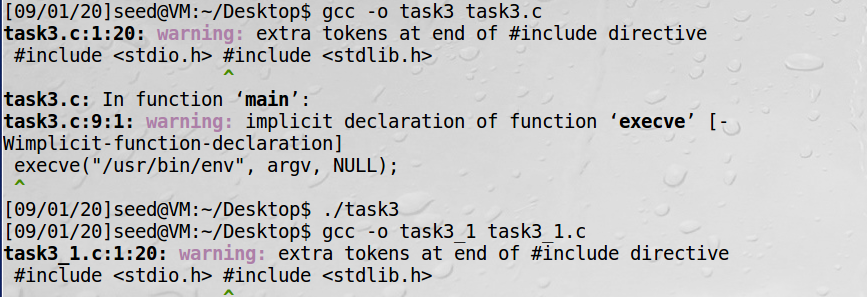 [09/01/20]seed@VM:~/Desktop$ gcc -o task3 task3.c
task3.c:1:20: warning: extra tokens at end of #include directive
 #include <stdio.h> #include <stdlib.h>
                    ^
task3.c: In function ‘main’:
task3.c:9:1: warning: implicit declaration of function ‘execve’ [-
Wimplicit-function-declaration]
 execve("/usr/bin/env", argv, NULL);
 ^
[09/01/20]seed@VM:~/Desktop$ ./task3
[09/01/20]seed@VM:~/Desktop$ gcc -o task3_1 task3_1.c
task3_1.c:1:20: warning: extra tokens at end of #include directive
 #include <stdio.h> #include <stdlib.h>
                    ^